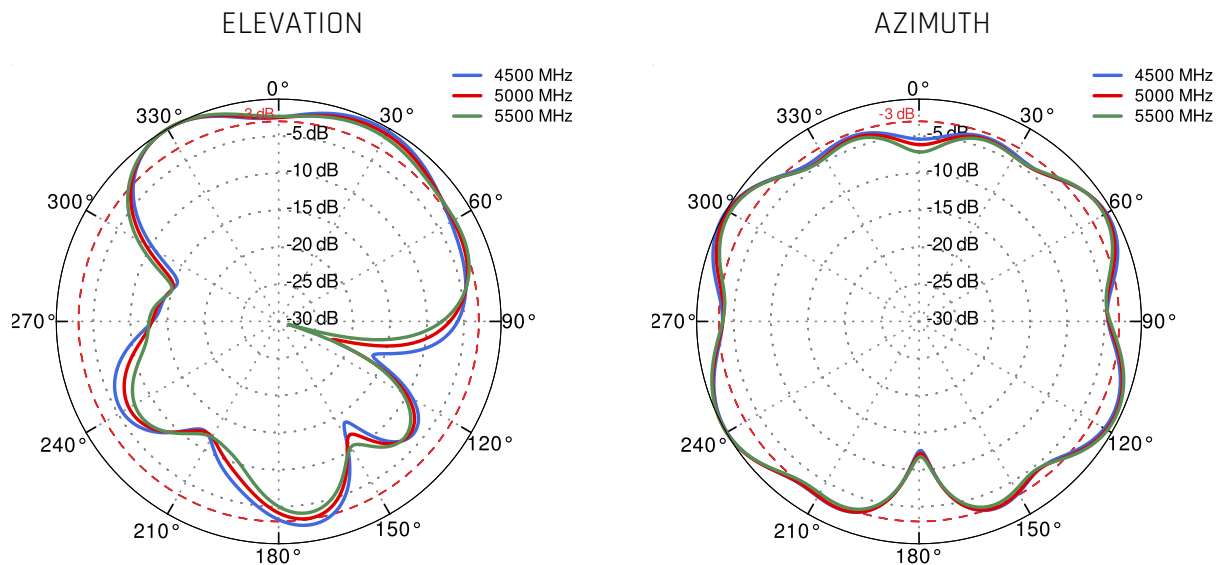 ELEVATION
4500 MHz
5000 MHz
5500 MHz
0°
30°
60°
90°
120°
150°
180°
210°
240°
270°
300°
330°
-3 dB
-5 dB
-10 dB
-15 dB
-20 dB
-25 dB
-30 dB
AZIMUTH
4500 MHz
5000 MHz
5500 MHz
0°
30°
60°
90°
120°
150°
180°
210°
240°
270°
300°
330°
-3 dB
-5 dB
-10 dB
-15 dB
-20 dB
-25 dB
-30 dB